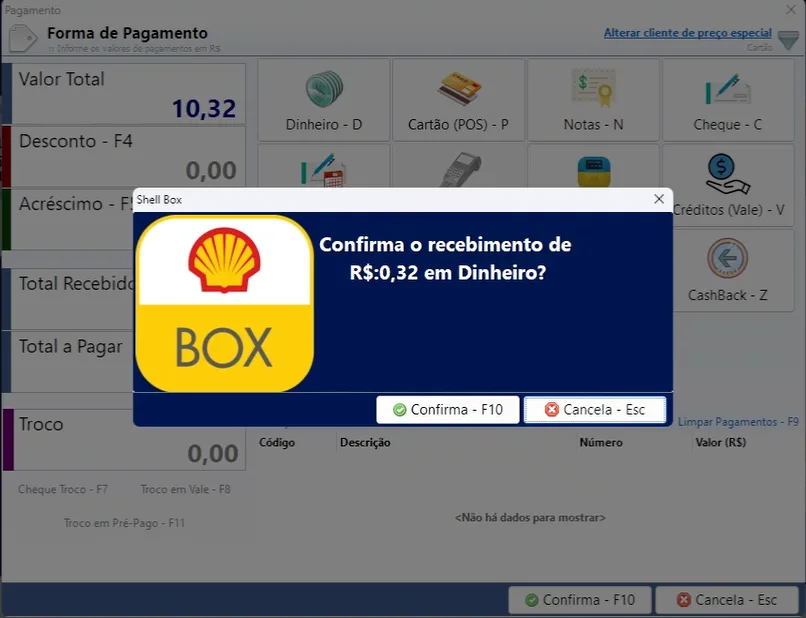 Pagamento
Forma de Pagamento
Informe os valores de pagamentos em R$
Alterar cliente de preço especial
Cartão
Valor Total
10,32
Desconto - F4
0,00
Acréscimo - F5
Total Recebido
Total a Pagar
Troco
0,00
Cheque Troco - F7
Troco em Vale - F8
Troco em Pré-Pago - F11
Dinheiro - D
Cartão (POS) - P
Notas - N
Cheque - C
Créditos (Vale) - V
CashBack - Z
Shell Box
BOX
Confirma o recebimento de
R$:0,32 em Dinheiro?
Confirma - F10
Cancela - Esc
Limpar Pagamentos - F9
Código
Descrição
Número
Valor (R$)
<Não há dados para mostrar>
Confirma - F10
Cancela - Esc